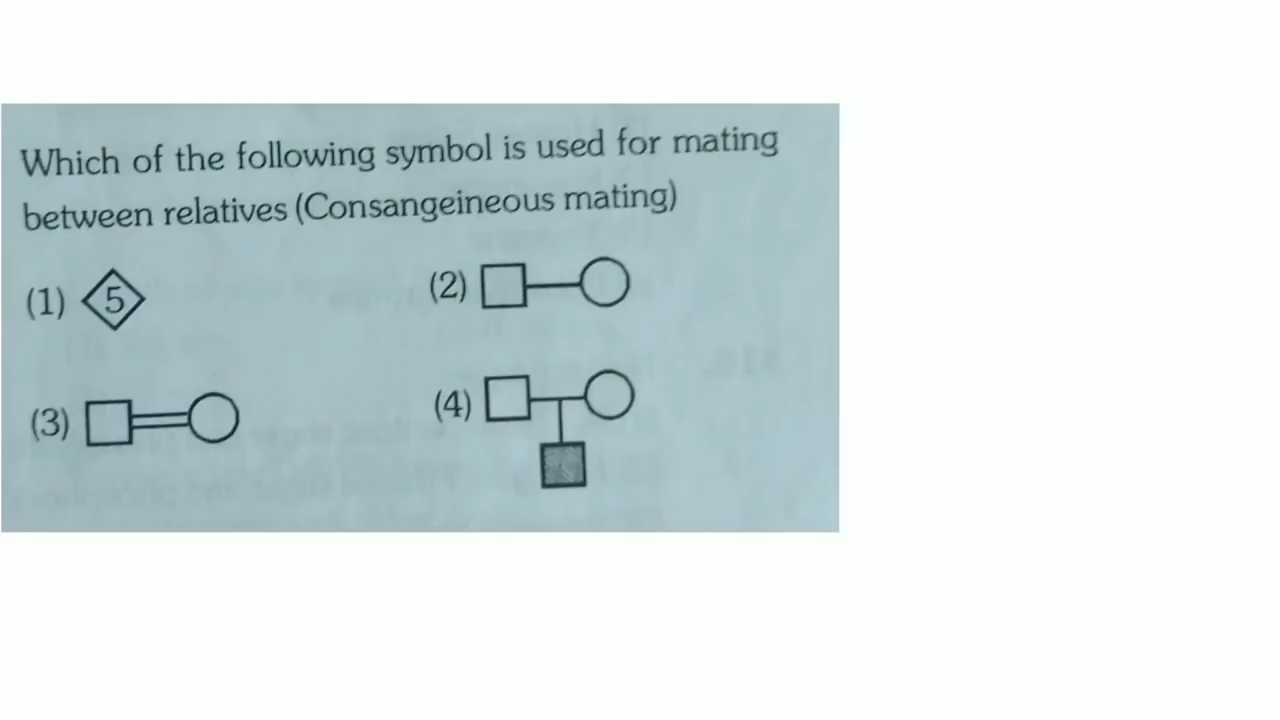 Which of the following symbol is used for mating
between relatives (Consangeineous mating)
(1) 5
(2)
(3)
(4)